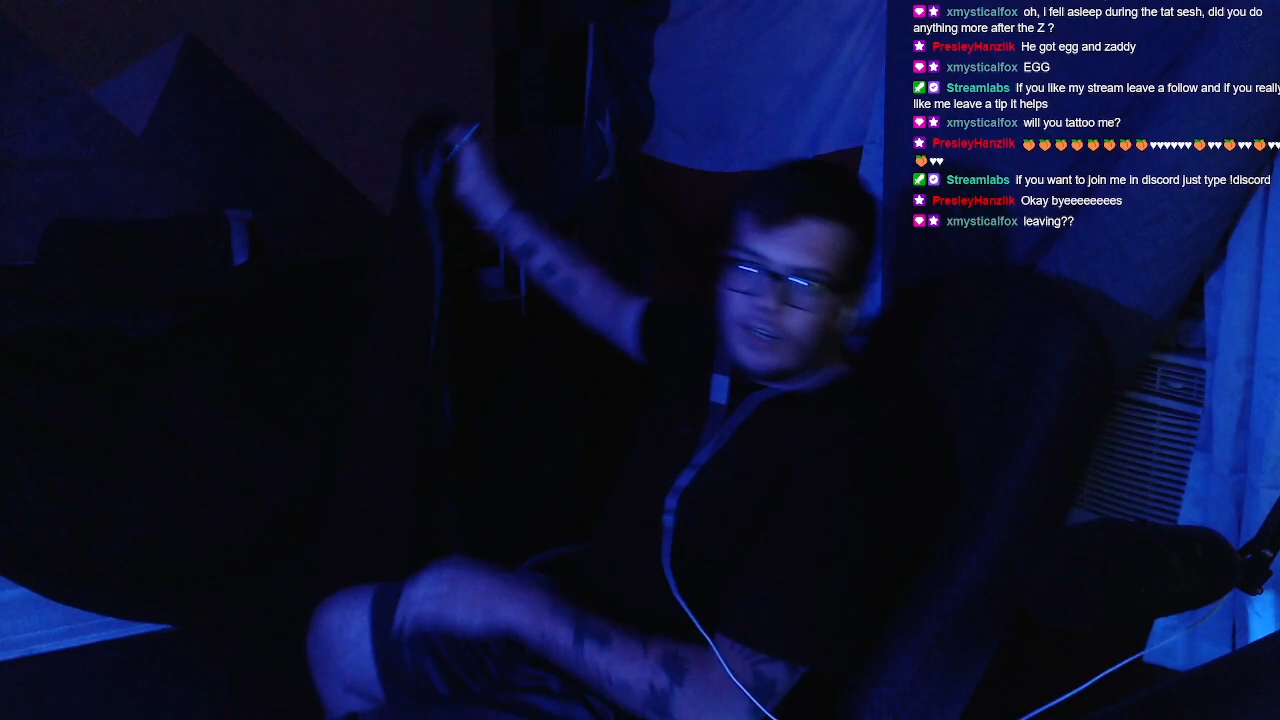 xmysticalfox oh, i fell asleep during the tat sesh, did you do
anything more after the Z ?
PresleyHanzlik He got egg and zaddy
xmysticalfox EGG
Streamlabs If you like my stream leave a follow and if you really
like me leave a tip it helps
xmysticalfox will you tattoo me?
PresleyHanzlik 🍑🍑🍑🍑🍑🍑🍑🍑♥♥♥♥♥♥🍑♥♥🍑♥♥🍑♥♥
🍑♥♥
Streamlabs If you want to join me in discord just type !discord
PresleyHanzlik Okay byeeeeeeees
xmysticalfox leaving??